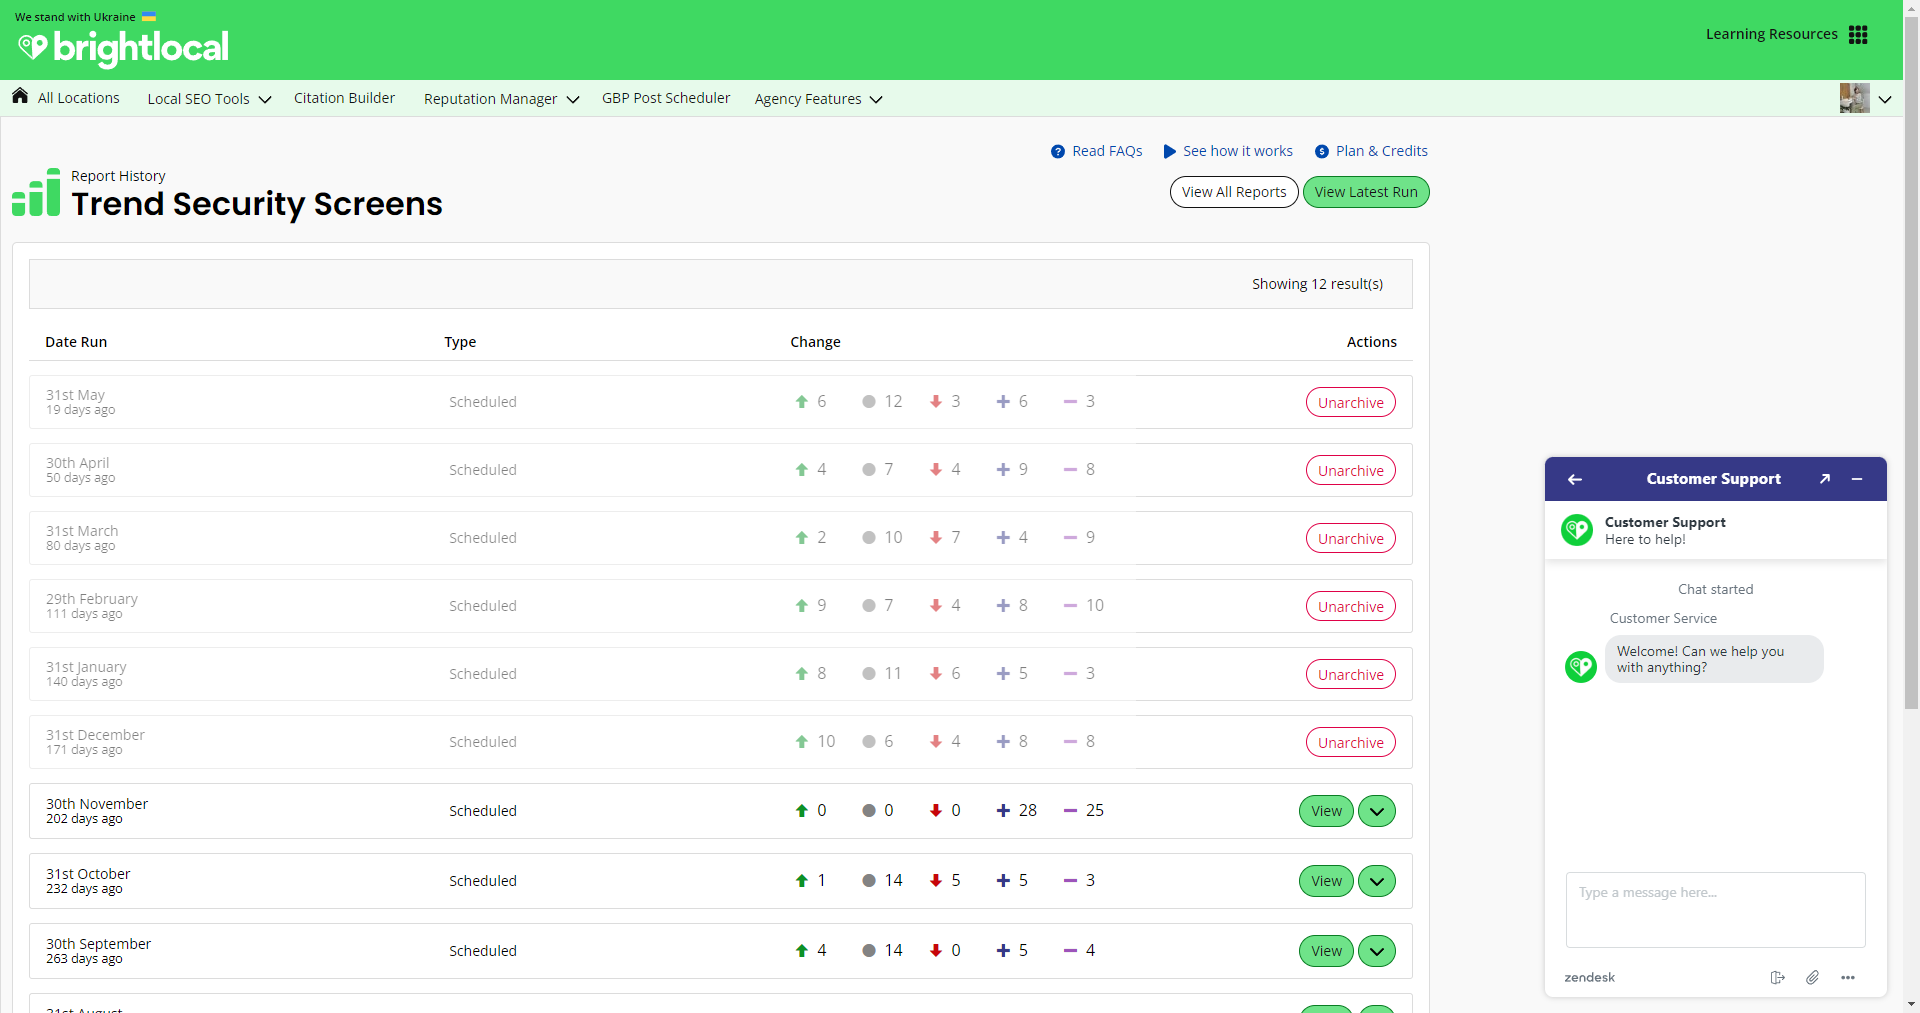 We stand with Ukraine
brightlocal
Learning Resources
All Locations
Local SEO Tools
Citation Builder
Reputation Manager
GBP Post Scheduler
Agency Features
Read FAQs
See how it works
Plan & Credits
Report History
Trend Security Screens
View All Reports
View Latest Run
Showing 12 result(s)
Date Run Type Change Actions
31st May
19 days ago
Scheduled 6 12 3 6 3 Unarchive
30th April
50 days ago
Scheduled 4 7 4 9 8 Unarchive
31st March
80 days ago
Scheduled 2 10 7 4 9 Unarchive
29th February
111 days ago
Scheduled 9 7 4 8 10 Unarchive
31st January
140 days ago
Scheduled 8 11 6 5 3 Unarchive
31st December
171 days ago
Scheduled 10 6 4 8 8 Unarchive
30th November
202 days ago
Scheduled 0 0 0 28 25 View
31st October
232 days ago
Scheduled 1 14 5 5 3 View
30th September
263 days ago
Scheduled 4 14 0 5 4 View
31st August
Customer Support
Customer Support
Here to help!
Chat started
Customer Service
Welcome! Can we help you
with anything?
Type a message here...
zendesk